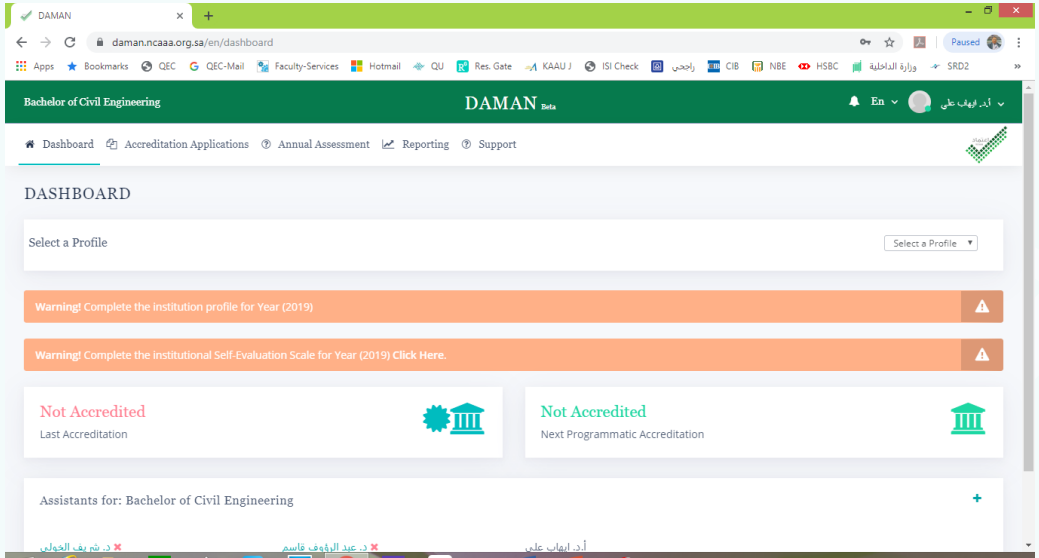 DAMAN
daman.ncaaa.org.sa/en/dashboard
Paused
Apps Bookmarks QEC QEC-Mail Faculty-Services Hotmail QU Res. Gate KAAU J ISI Check راجحي CIB NBE HSBC وزارة الداخلية SRD2 »
Bachelor of Civil Engineering
DAMAN Beta
En
أ.د. ايهاب علي
Dashboard Accreditation Applications Annual Assessment Reporting Support
DASHBOARD
Select a Profile
Select a Profile
Warning! Complete the institution profile for Year (2019)
Warning! Complete the institutional Self-Evaluation Scale for Year (2019) Click Here.
Not Accredited
Last Accreditation
Not Accredited
Next Programmatic Accreditation
Assistants for: Bachelor of Civil Engineering
د. شريف الخولي
د. عبد الرؤوف قاسم
أ.د. ايهاب علي